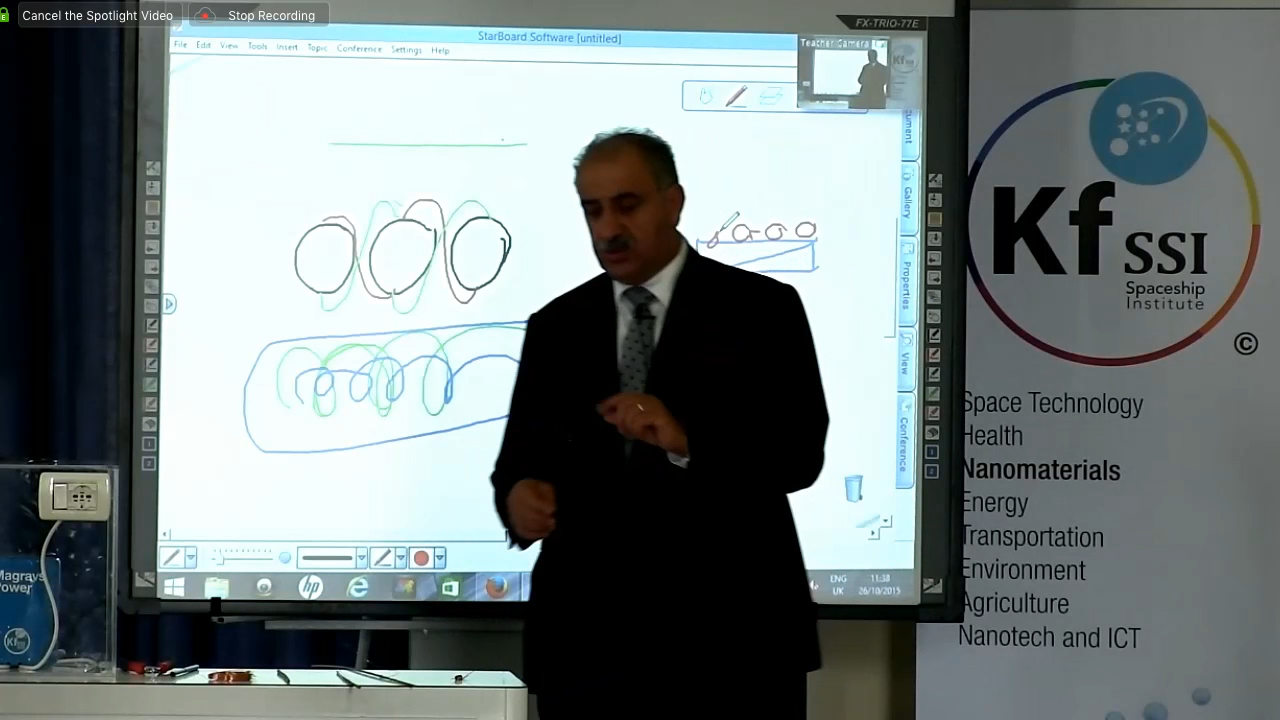 Cancel the Spotlight Video
Stop Recording
FX-TRIO-77E
StarBoard Software [untitled]
File Edit View Tools Insert Topic Conference Settings Help
Teacher Camera
Gallery
Properties
View
Conference
Kf SSI
Spaceship
Institute
©
Space Technology
Health
Nanomaterials
Energy
Transportation
Environment
Agriculture
Nanotech and ICT
Magrays
Power
hp
ENG
UK
11:38
26/10/2015